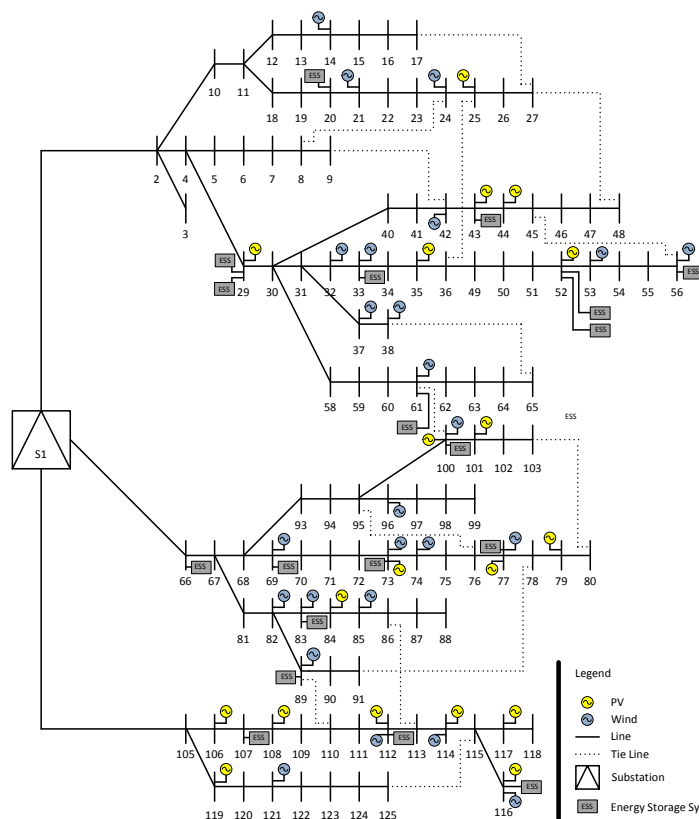 12 13 14 15 16 17
10 11
ESS
18 19 20 21 22 23 24 25 26 27
2 4 5 6 7 8 9
3
40 41 42 43 44 45 46 47 48
ESS
ESS
ESS
29 30 31 32 33 34 35 36 49 50 51 52 53 54 55 56
ESS
ESS
ESS
ESS
ESS
37 38
58 59 60 61 62 63 64 65
ESS
ESS
100 101 102 103
ESS
S1
93 94 95 96 97 98 99
ESS
66 67 68 69 70 71 72 73 74 75 76 77 78 79 80
ESS
ESS
ESS
81 82 83 84 85 86 87 88
ESS
89 90 91
ESS
105 106 107 108 109 110 111 112 113 114 115 117 118
ESS
ESS
119 120 121 122 123 124 125
116
ESS
Legend
PV
Wind
Line
Tie Line
Substation
ESS
Energy Storage Sy